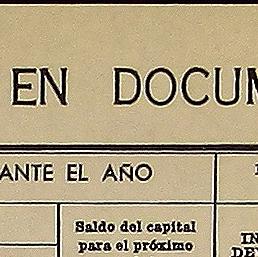 EN DOCUM
ANTE EL AÑO
Saldo del capital
para el próximo
IN
DE